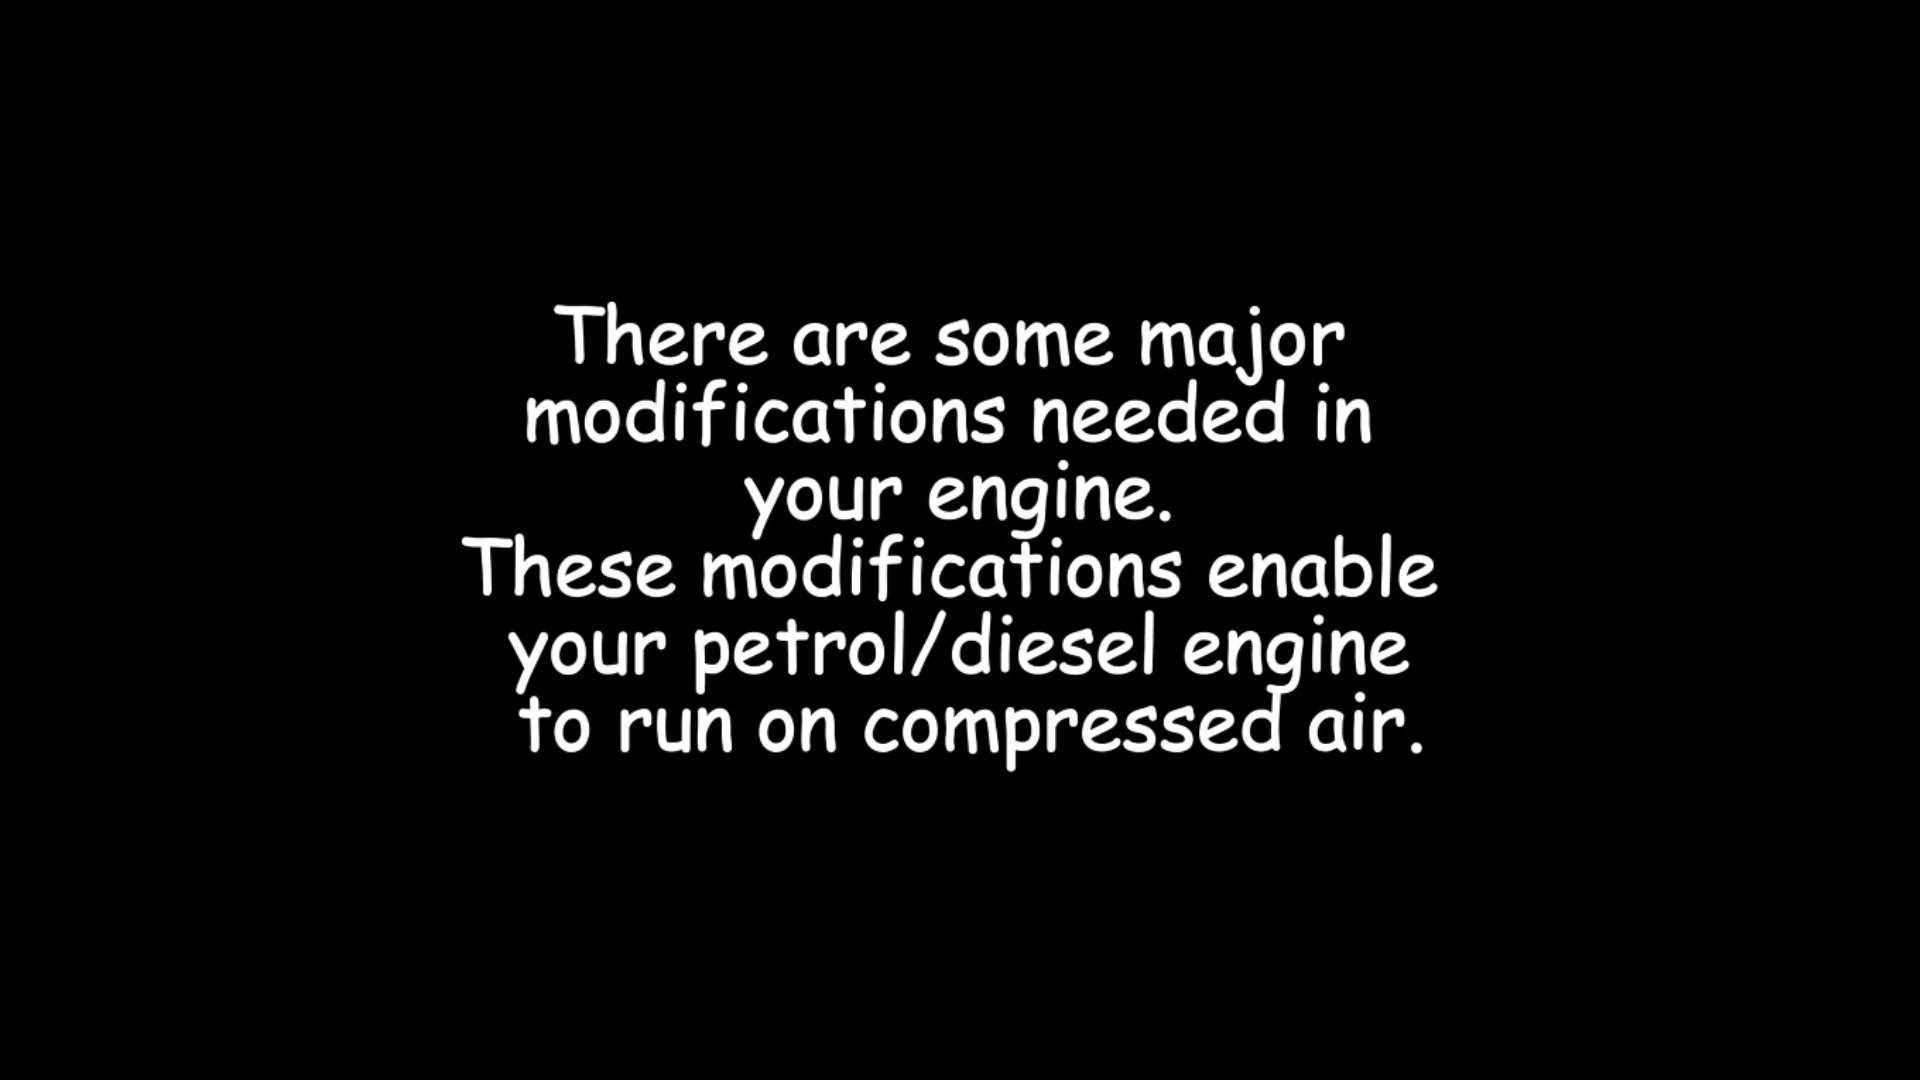 There are some major
modifications needed in
your engine.
These modifications enable
your petrol/diesel engine
to run on compressed air.